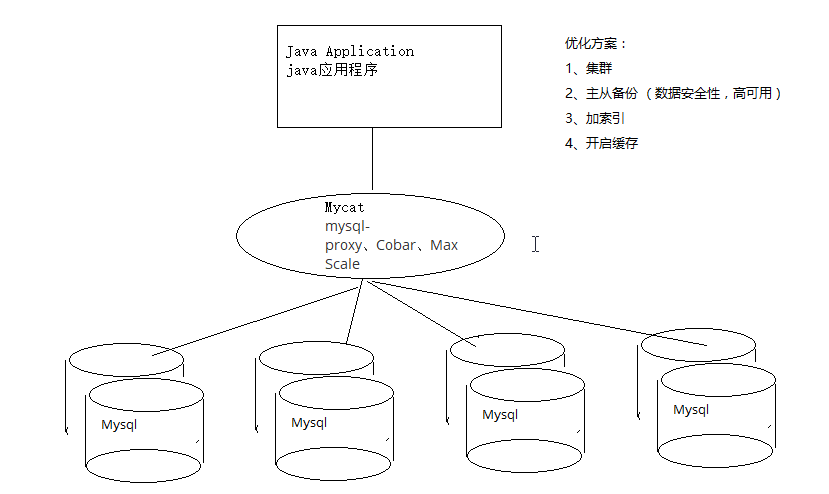 Java Application
java应用程序
优化方案：
1、集群
2、主从备份 （数据安全性，高可用）
3、加索引
4、开启缓存
Mycat
mysql-
proxy、Cobar、Max
Scale
Mysql
Mysql
Mysql
Mysql